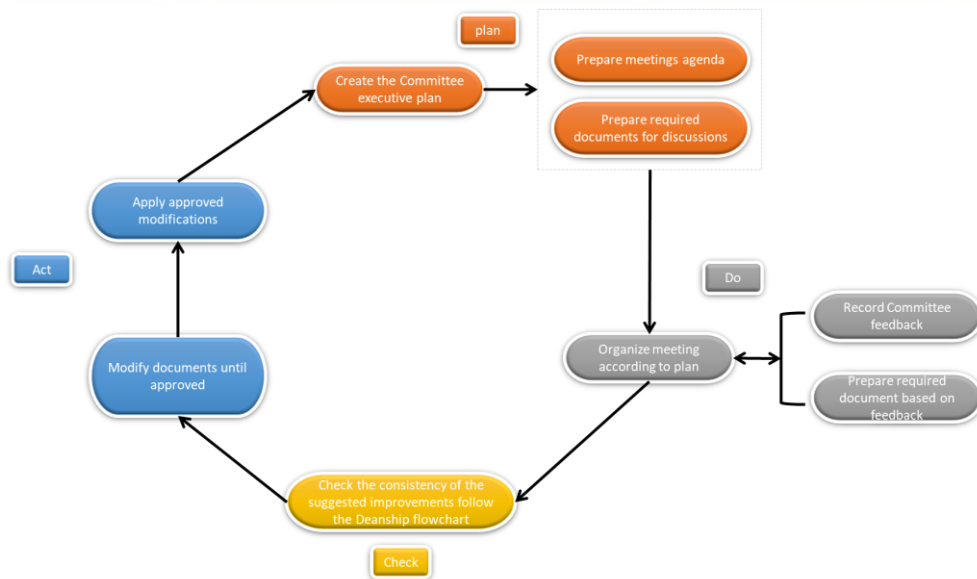 plan
Create the Committee
executive plan
Prepare meetings agenda
Prepare required
documents for discussions
Apply approved
modifications
Act
Do
Record Committee
feedback
Organize meeting
according to plan
Modify documents until
approved
Prepare required
document based on
feedback
Check the consistency of the
suggested improvements follow
the Deanship flowchart
Check